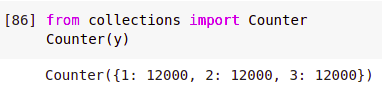 [86] from collections import Counter
Counter(y)
Counter({1: 12000, 2: 12000, 3: 12000})